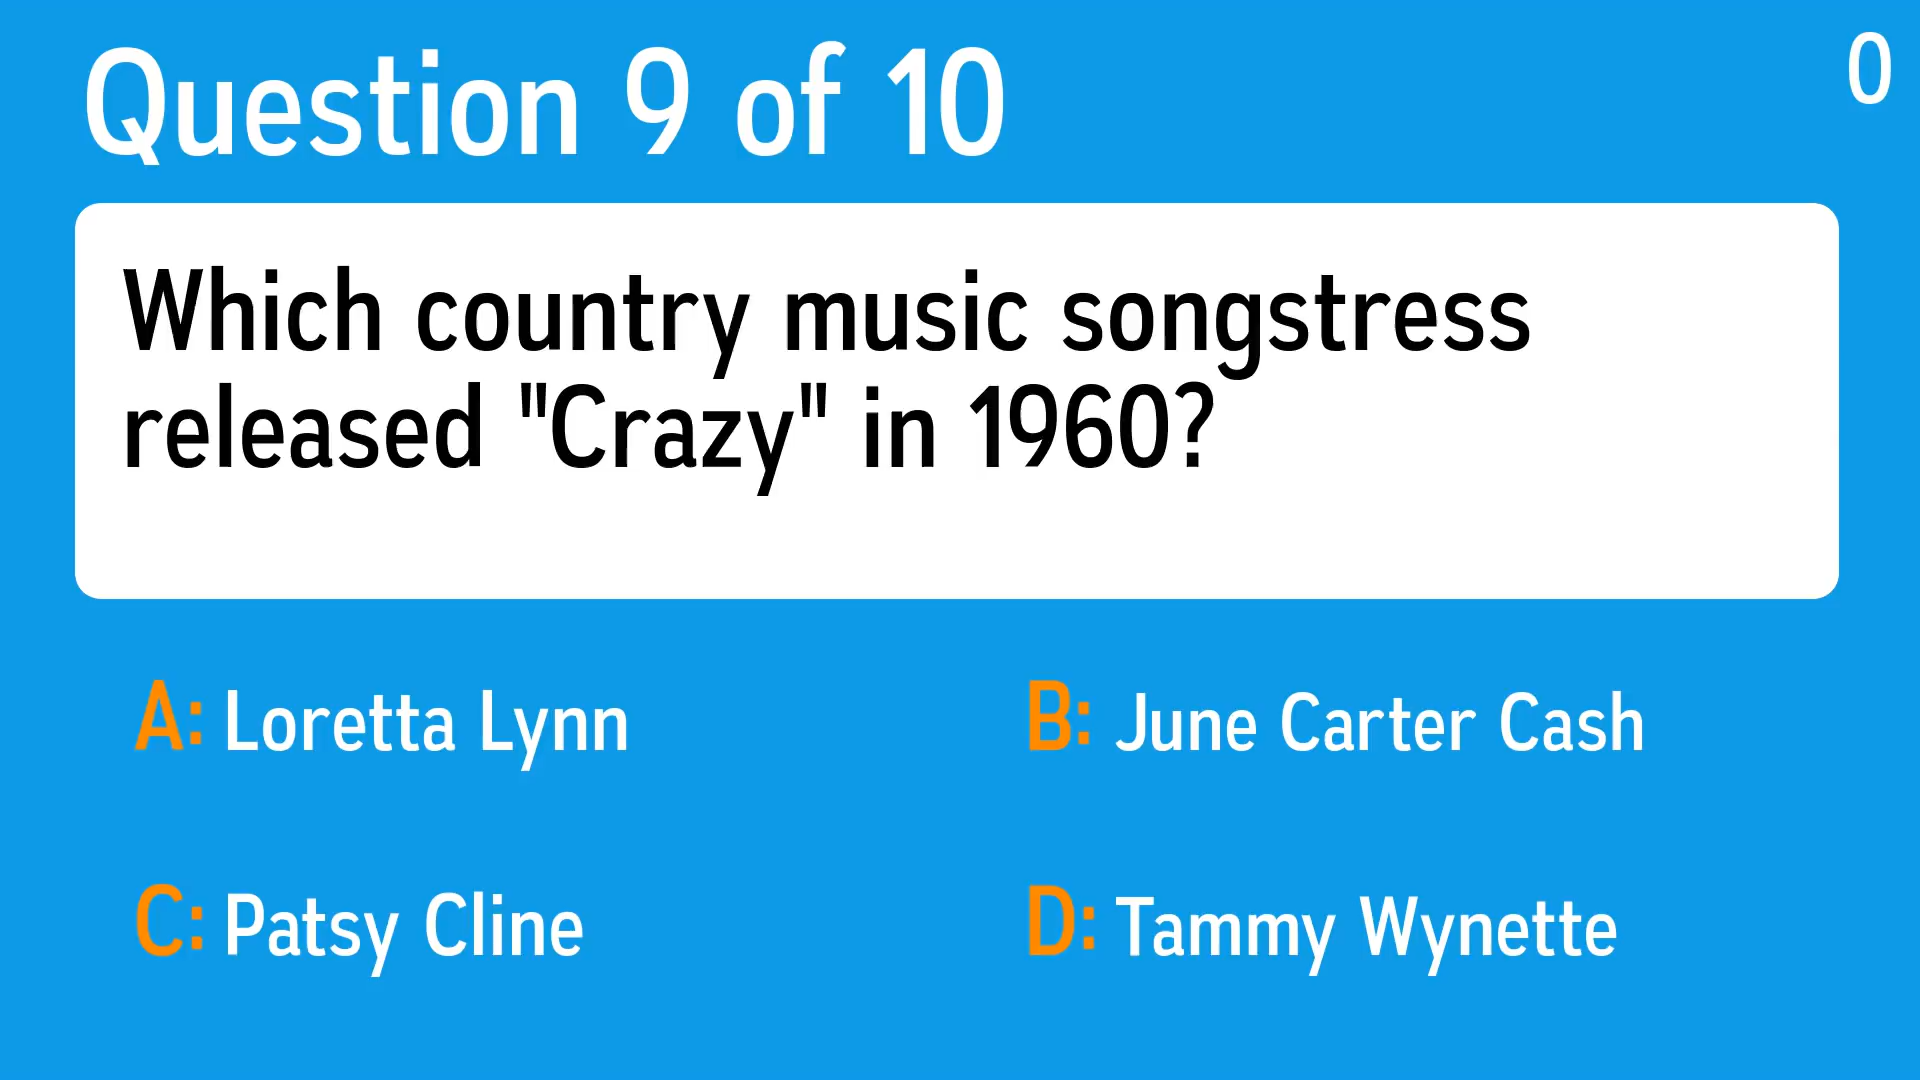 Question 9 of 10
0
Which country music songstress
released "Crazy" in 1960?
A: Loretta Lynn
B: June Carter Cash
C: Patsy Cline
D: Tammy Wynette